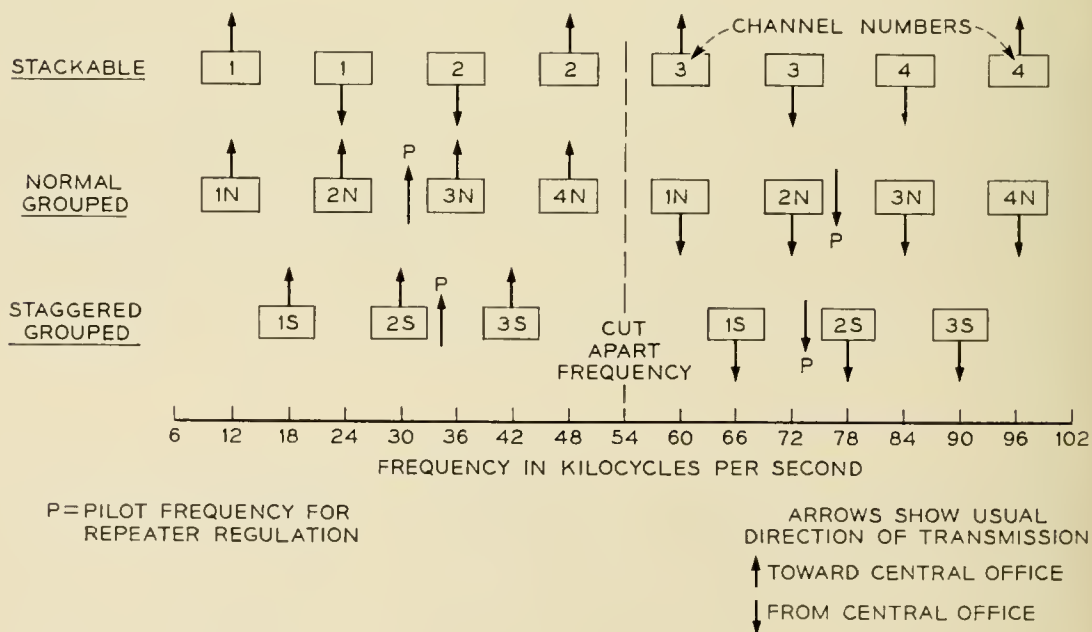 CHANNEL NUMBERS
STACKABLE
1 1 2 2 3 3 4 4
P
NORMAL
GROUPED
1N 2N 3N 4N 1N 2N 3N 4N
P
P
STAGGERED
GROUPED
1S 2S 3S 1S 2S 3S
P
CUT
APART
FREQUENCY
6 12 18 24 30 36 42 48 54 60 66 72 78 84 90 96 102
FREQUENCY IN KILOCYCLES PER SECOND
P=PILOT FREQUENCY FOR
REPEATER REGULATION
ARROWS SHOW USUAL
DIRECTION OF TRANSMISSION
TOWARD CENTRAL OFFICE
FROM CENTRAL OFFICE